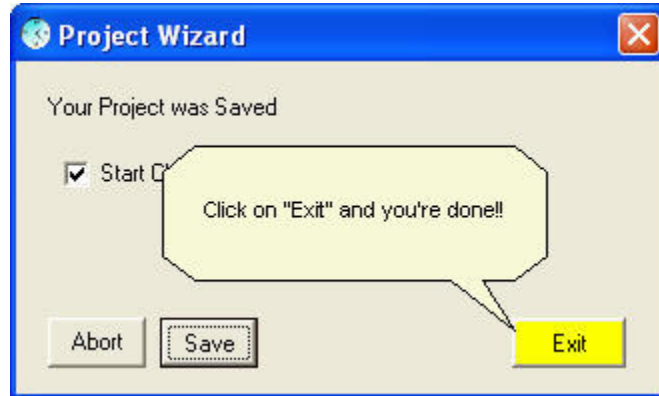 Project Wizard
Your Project was Saved
Start
Click on "Exit" and you're done!!
Abort
Save
Exit